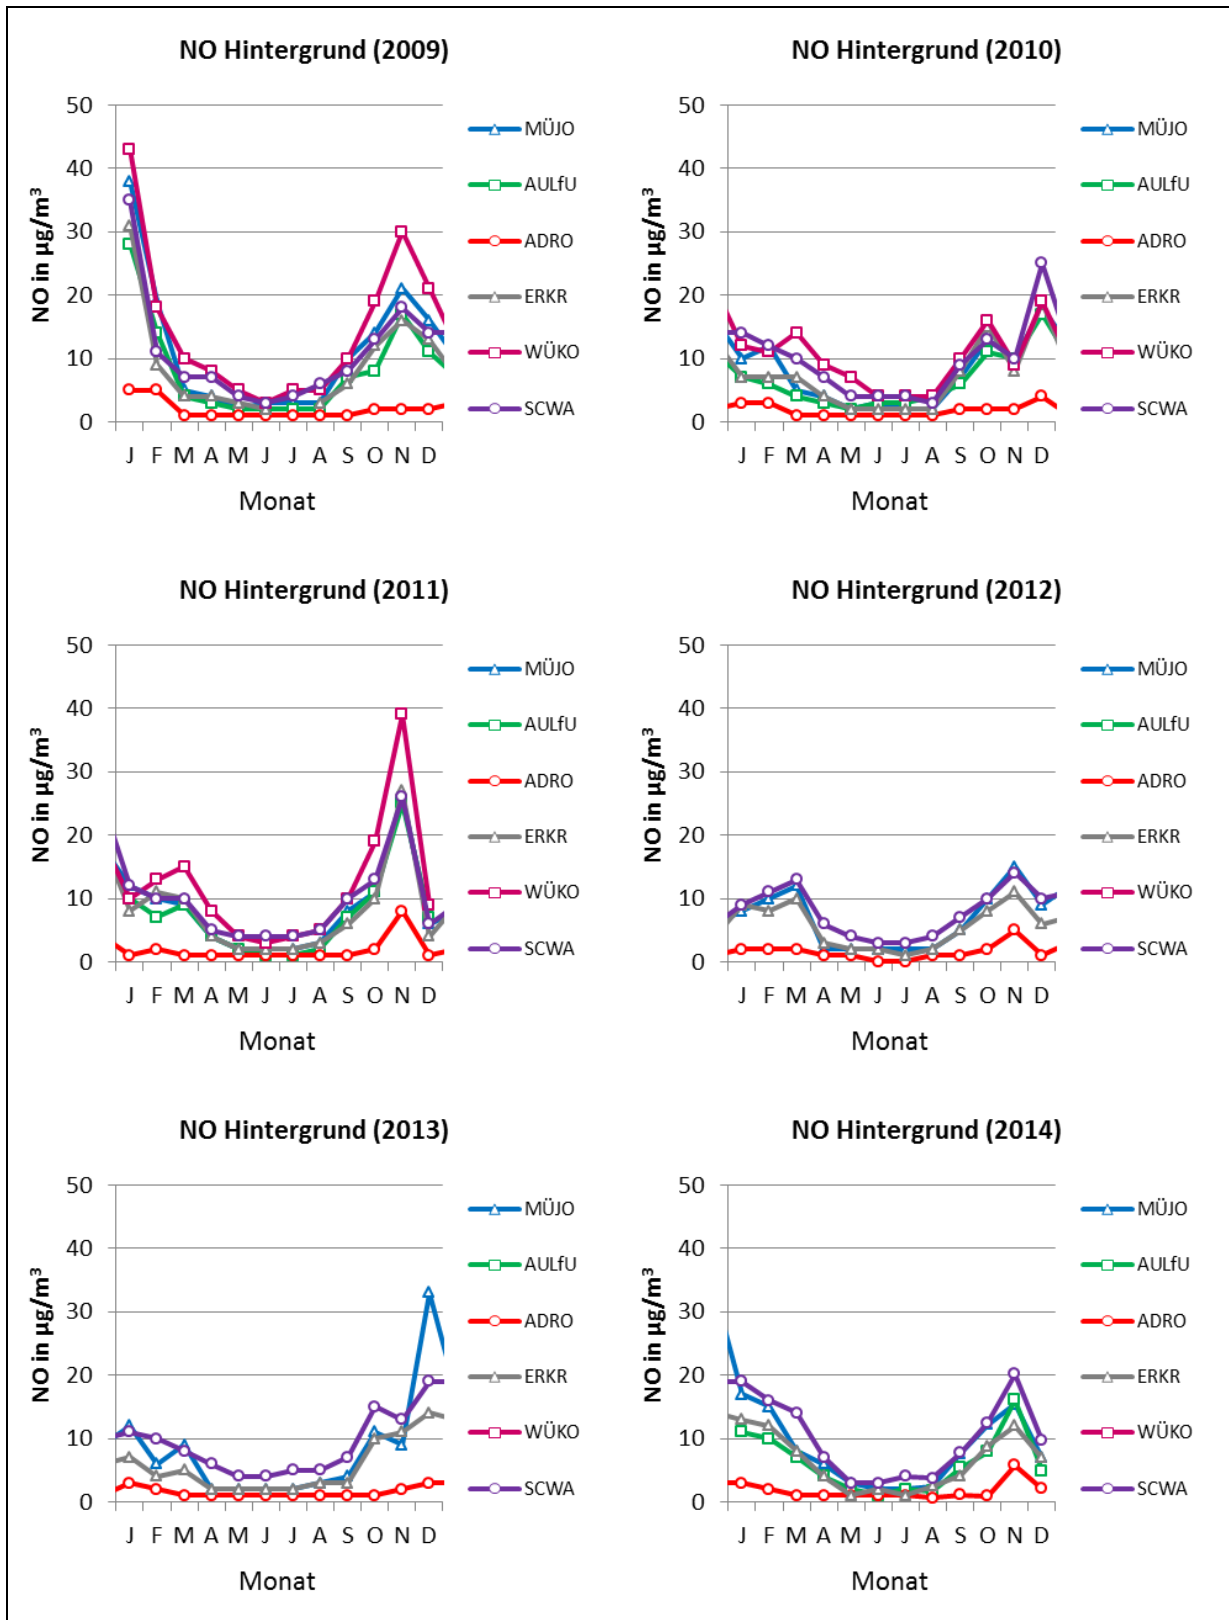 NO Hintergrund (2009)
NO in µg/m³
50
40
30
20
10
0
J F M A M J J A S O N D
Monat
MÜJO
AULfU
ADRO
ERKR
WÜKO
SCWA
NO Hintergrund (2010)
NO in µg/m³
50
40
30
20
10
0
J F M A M J J A S O N D
Monat
MÜJO
AULfU
ADRO
ERKR
WÜKO
SCWA
NO Hintergrund (2011)
NO in µg/m³
50
40
30
20
10
0
J F M A M J J A S O N D
Monat
MÜJO
AULfU
ADRO
ERKR
WÜKO
SCWA
NO Hintergrund (2012)
NO in µg/m³
50
40
30
20
10
0
J F M A M J J A S O N D
Monat
MÜJO
AULfU
ADRO
ERKR
WÜKO
SCWA
NO Hintergrund (2013)
NO in µg/m³
50
40
30
20
10
0
J F M A M J J A S O N D
Monat
MÜJO
AULfU
ADRO
ERKR
WÜKO
SCWA
NO Hintergrund (2014)
NO in µg/m³
50
40
30
20
10
0
J F M A M J J A S O N D
Monat
MÜJO
AULfU
ADRO
ERKR
WÜKO
SCWA